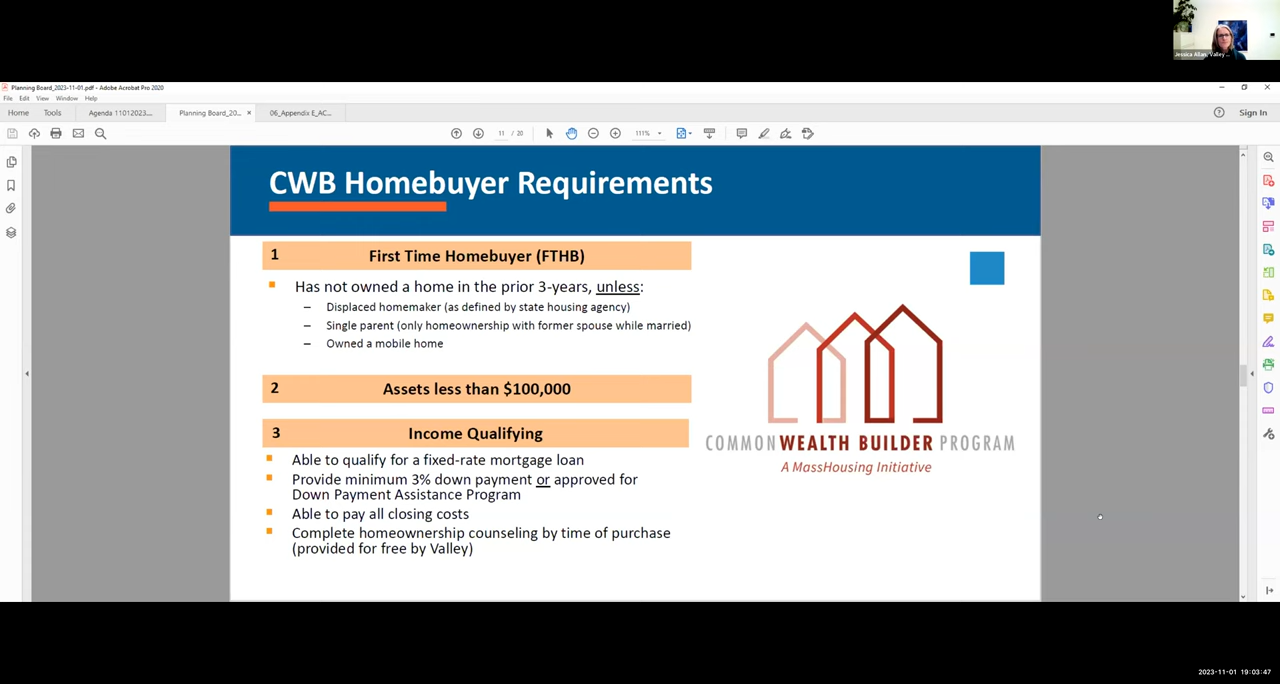 Jessica Allan, Valley ...
Planning Board_2023-11-01.pdf - Adobe Acrobat Pro 2020
File Edit View Window Help
Home Tools Agenda 11012023.... Planning Board_20... × 06_Appendix E_AC... Sign In
11 / 20 111%
CWB Homebuyer Requirements
1 First Time Homebuyer (FTHB)
Has not owned a home in the prior 3-years, unless:
– Displaced homemaker (as defined by state housing agency)
– Single parent (only homeownership with former spouse while married)
– Owned a mobile home
2 Assets less than $100,000
3 Income Qualifying
Able to qualify for a fixed-rate mortgage loan
Provide minimum 3% down payment or approved for
Down Payment Assistance Program
Able to pay all closing costs
Complete homeownership counseling by time of purchase
(provided for free by Valley)
COMMONWEALTH BUILDER PROGRAM
A MassHousing Initiative
2023-11-01 19:03:47